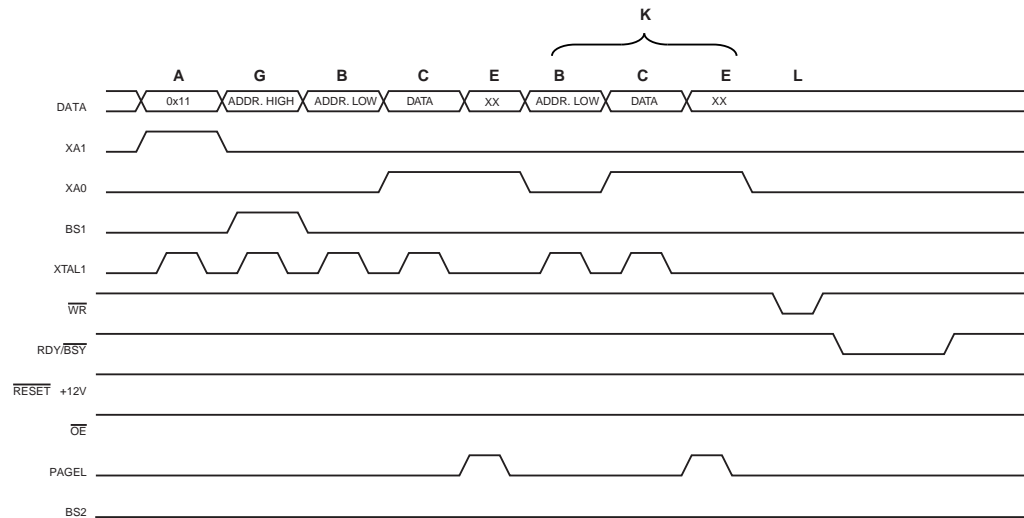 K
A G B C E B C E L
DATA 0x11 ADDR. HIGH ADDR. LOW DATA XX ADDR. LOW DATA XX
XA1
XA0
BS1
XTAL1
WR
RDY/BSY
RESET +12V
OE
PAGEL
BS2